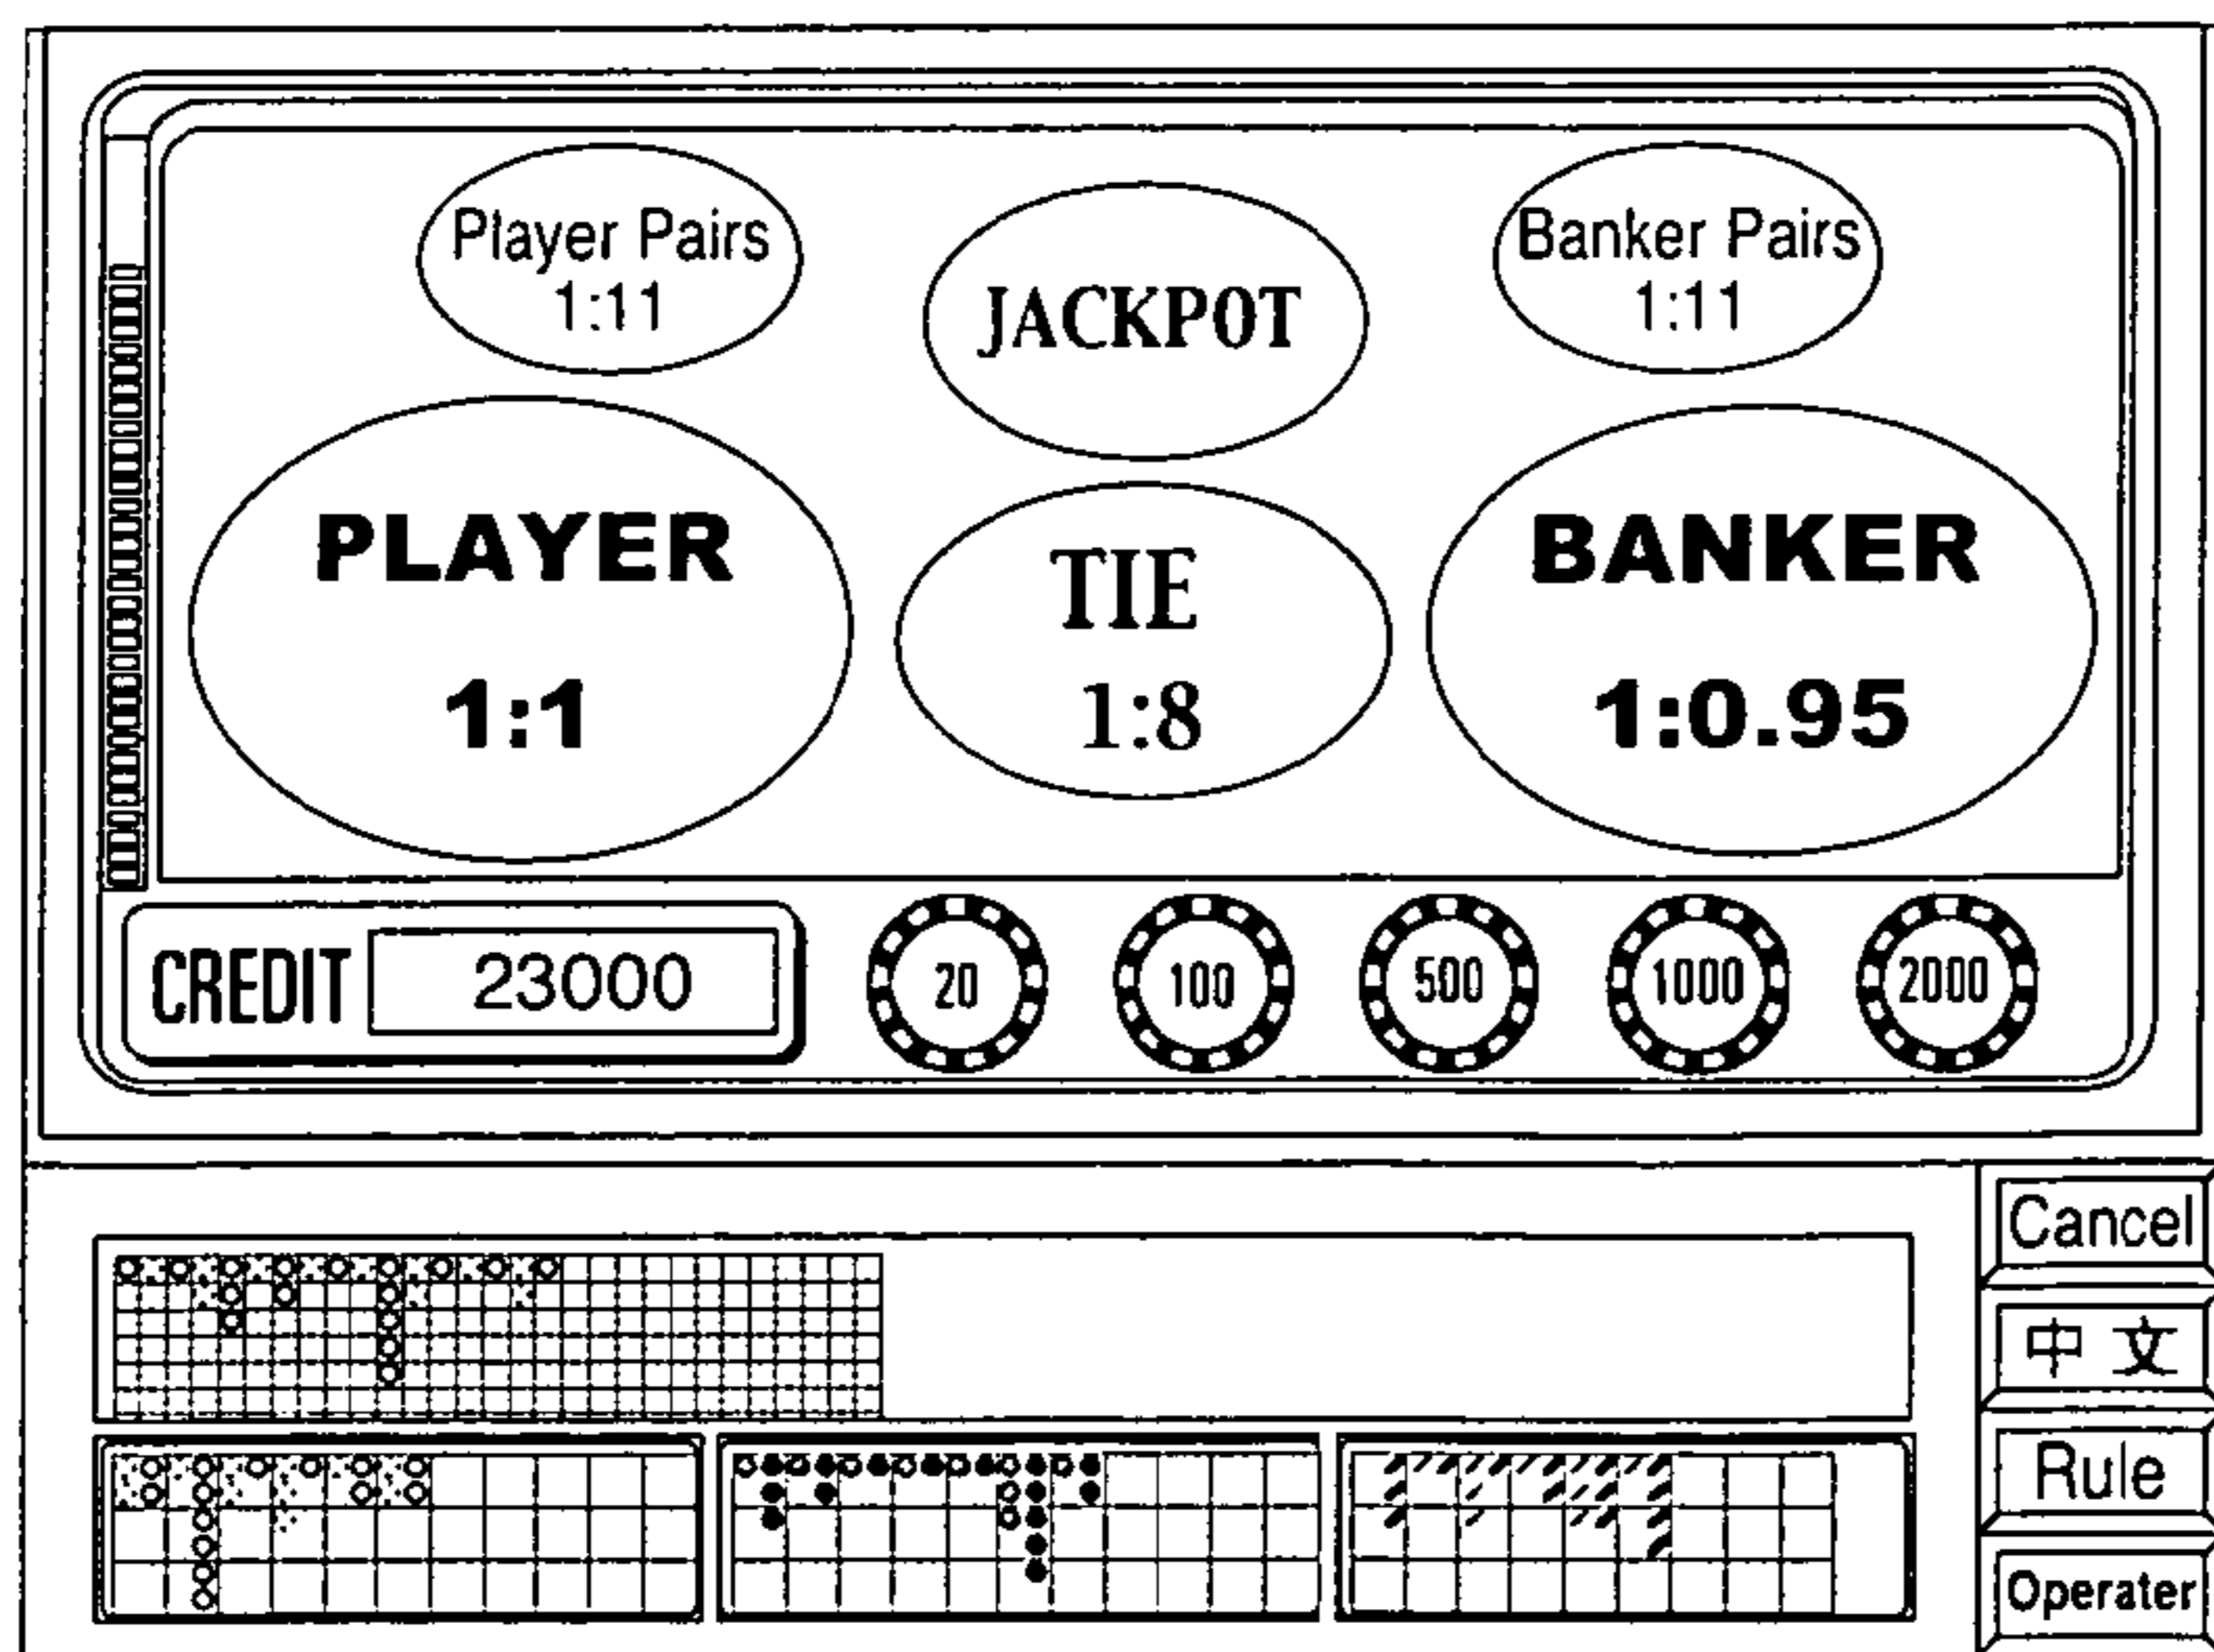 Player Pairs
1:11
JACKPOT
Banker Pairs
1:11
PLAYER
1:1
TIE
1:8
BANKER
1:0.95
CREDIT 23000
20 100 500 1000 2000
Cancel
中文
Rule
Operater